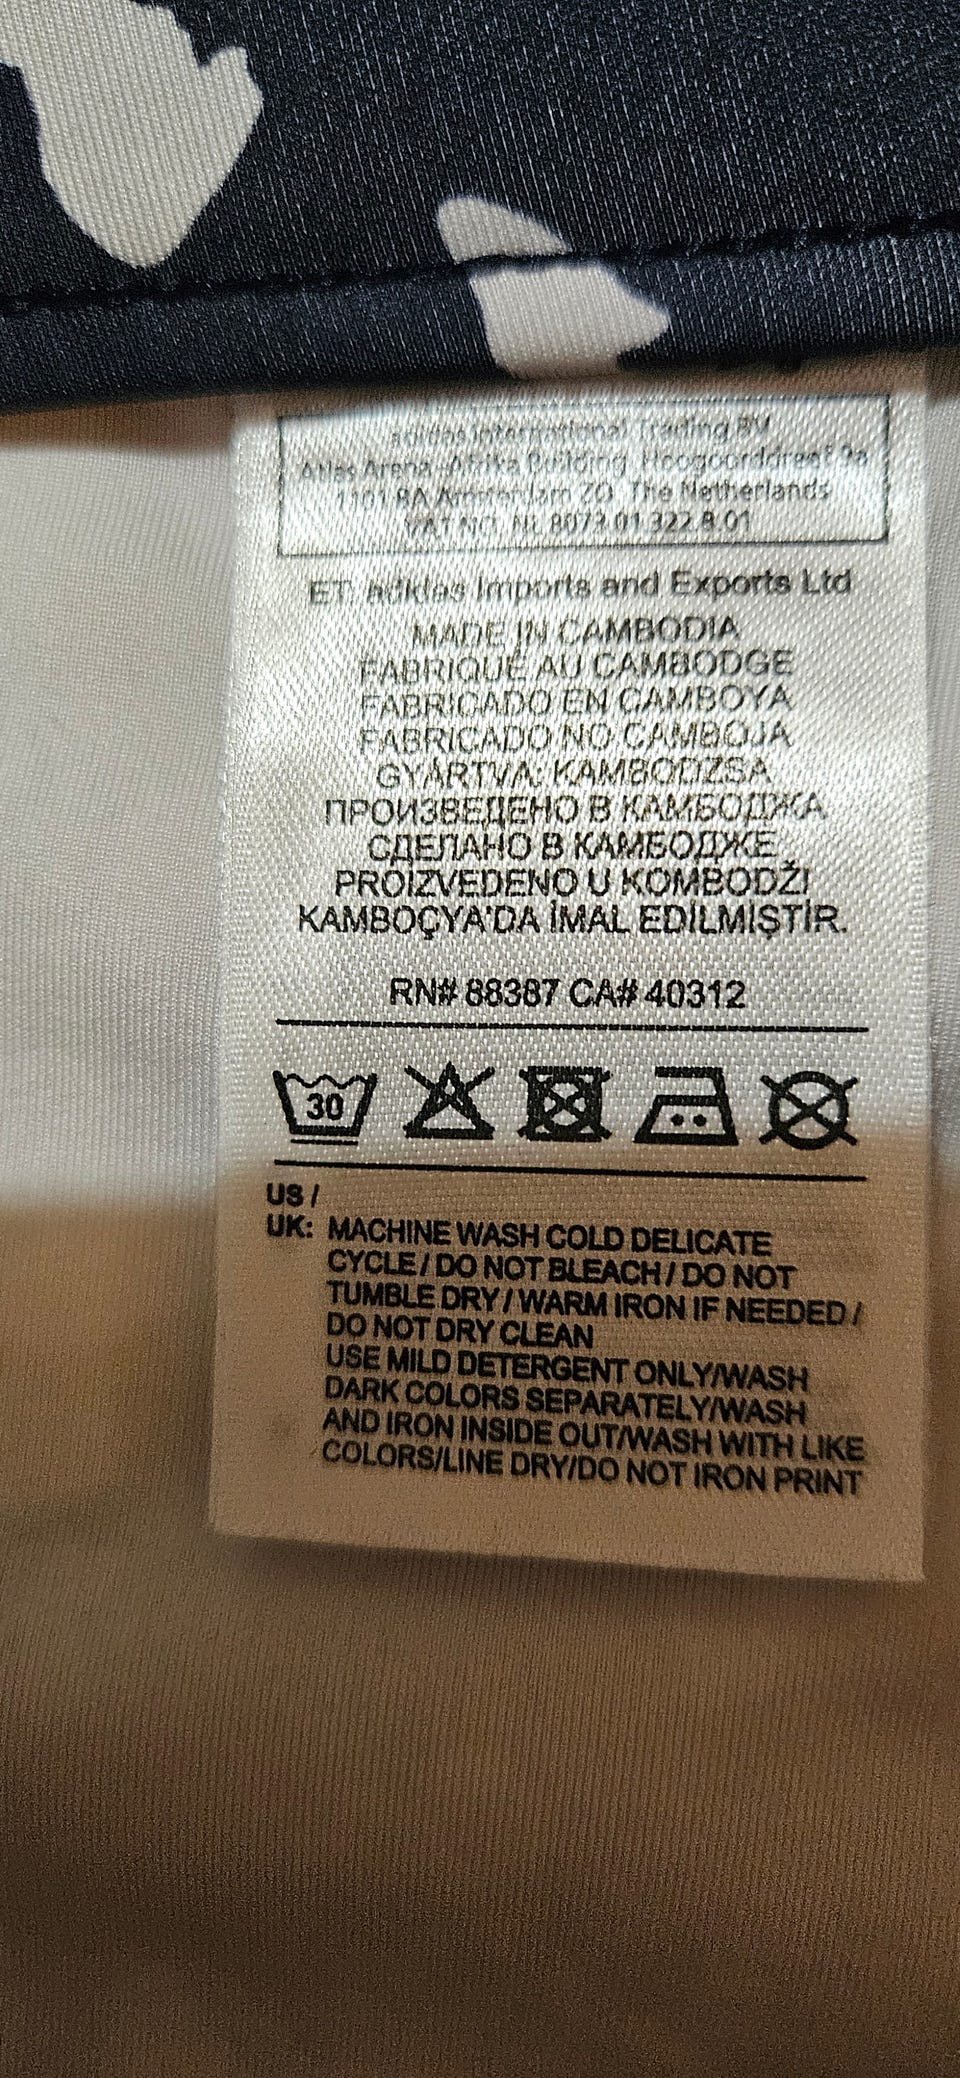 adidas International Trading BV
Atlas Arena-Afrika Building, Hoogoorddreef 9a
1101 BA Amsterdam ZO, The Netherlands
VAT NO. NL 8073.01.322.B.01
ET: adidas Imports and Exports Ltd
MADE IN CAMBODIA
FABRIQUÉ AU CAMBODGE
FABRICADO EN CAMBOYA
FABRICADO NO CAMBOJA
GYÁRTVA: KAMBODZSA
ПРОИЗВЕДЕНО В КАМБОДЖА
СДЕЛАНО В КАМБОДЖЕ
PROIZVEDENO U KOMBODŽI
KAMBOÇYA'DA İMAL EDİLMİŞTİR.
RN# 88387 CA# 40312
30
US /
UK: MACHINE WASH COLD DELICATE
CYCLE / DO NOT BLEACH / DO NOT
TUMBLE DRY / WARM IRON IF NEEDED /
DO NOT DRY CLEAN
USE MILD DETERGENT ONLY/WASH
DARK COLORS SEPARATELY/WASH
AND IRON INSIDE OUT/WASH WITH LIKE
COLORS/LINE DRY/DO NOT IRON PRINT